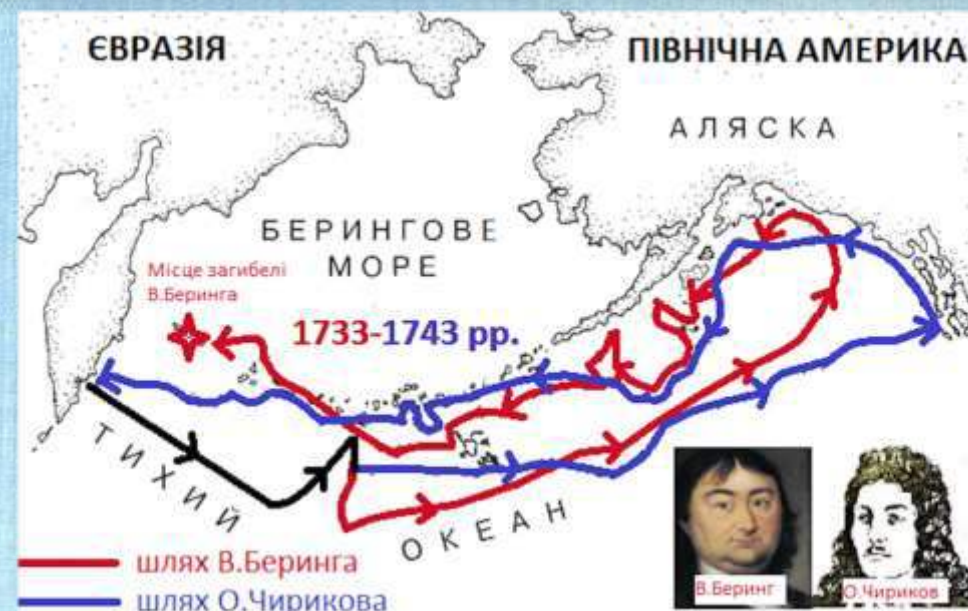 ЄВРАЗІЯ
ПІВНІЧНА АМЕРИКА
АЛЯСКА
БЕРИНГОВЕ
МОРЕ
Місце загибелі
В.Беринга
1733-1743 рр.
ТИХИЙ
ОКЕАН
шлях В.Беринга
шлях О.Чирикова
В.Беринг
О.Чириков